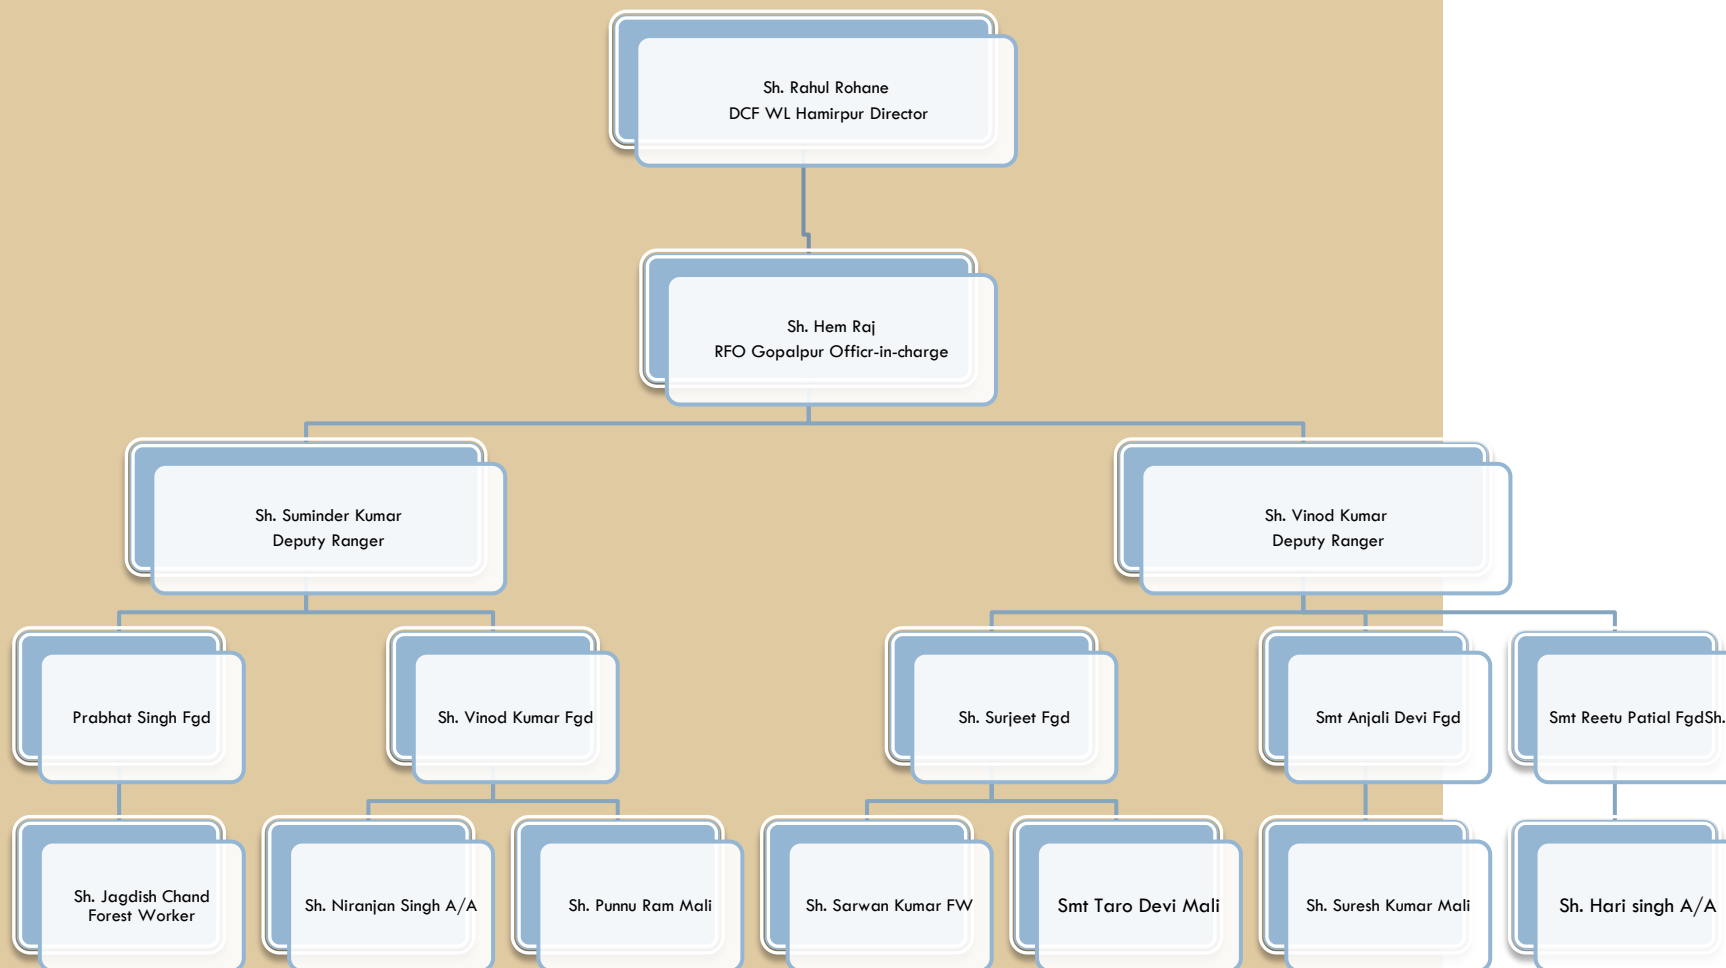 Sh. Rahul Rohane
DCF WL Hamirpur Director
Sh. Hem Raj
RFO Gopalpur Officr-in-charge
Sh. Suminder Kumar
Deputy Ranger
Sh. Vinod Kumar
Deputy Ranger
Prabhat Singh Fgd
Sh. Vinod Kumar Fgd
Sh. Surjeet Fgd
Smt Anjali Devi Fgd
Smt Reetu Patial FgdSh.
Sh. Jagdish Chand
Forest Worker
Sh. Niranjan Singh A/A
Sh. Punnu Ram Mali
Sh. Sarwan Kumar FW
Smt Taro Devi Mali
Sh. Suresh Kumar Mali
Sh. Hari singh A/A